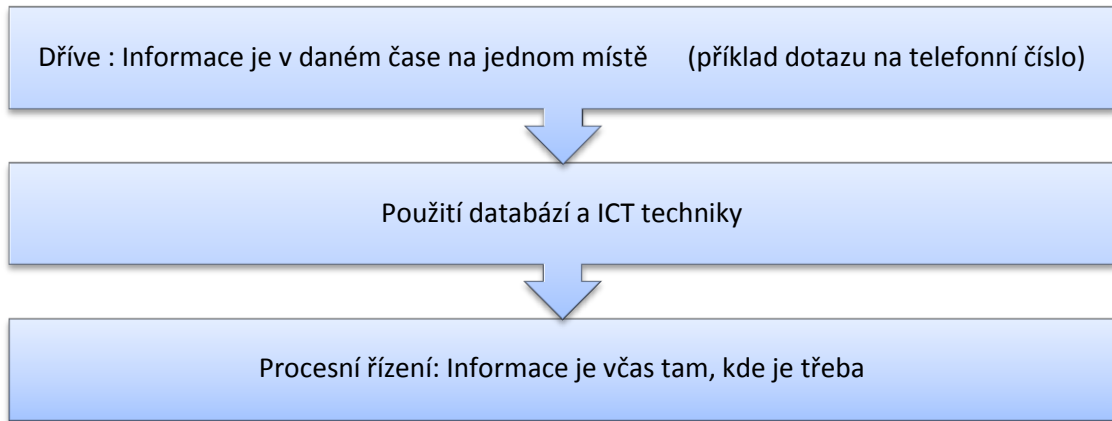 Dříve : Informace je v daném čase na jednom místě (příklad dotazu na telefonní číslo)
Použití databází a ICT techniky
Procesní řízení: Informace je včas tam, kde je třeba